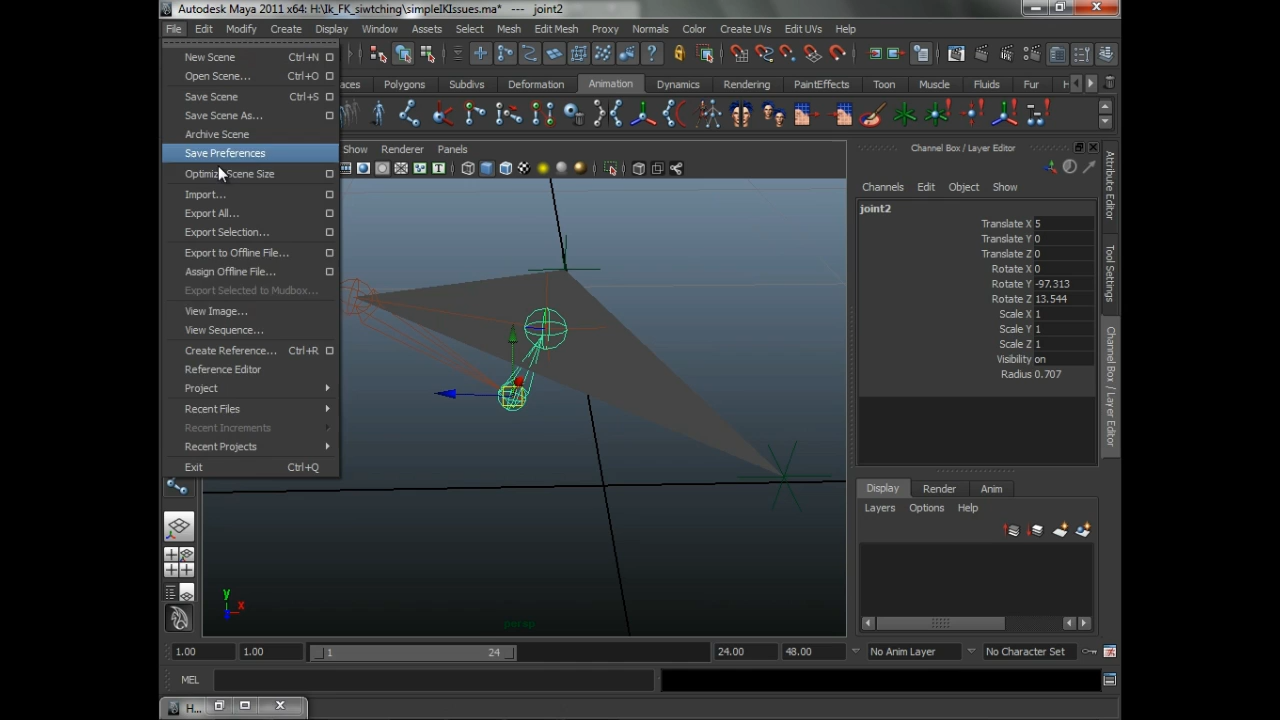 Autodesk Maya 2011 x64: H:\Ik_FK_siwtching\simpleIKIssues.ma* --- joint2
File Edit Modify Create Display Window Assets Select Mesh Edit Mesh Proxy Normals Color Create UVs Edit UVs Help
New Scene Ctrl+N
Open Scene... Ctrl+O
Save Scene Ctrl+S
Save Scene As...
Archive Scene
Save Preferences
Optimize Scene Size
Import...
Export All...
Export Selection...
Export to Offline File...
Assign Offline File...
Export Selected to Mudbox...
View Image...
View Sequence...
Create Reference... Ctrl+R
Reference Editor
Project
Recent Files
Recent Increments
Recent Projects
Exit Ctrl+Q
aces Polygons Subdivs Deformation Animation Dynamics Rendering PaintEffects Toon Muscle Fluids Fur H
Show Renderer Panels
y
x
persp
Channel Box / Layer Editor
Channels Edit Object Show
joint2
Translate X 5
Translate Y 0
Translate Z 0
Rotate X 0
Rotate Y -97.313
Rotate Z 13.544
Scale X 1
Scale Y 1
Scale Z 1
Visibility on
Radius 0.707
Display Render Anim
Layers Options Help
Attribute Editor
Tool Settings
Channel Box / Layer Editor
1.00 1.00 1 24 24.00 48.00 No Anim Layer No Character Set
MEL
H...